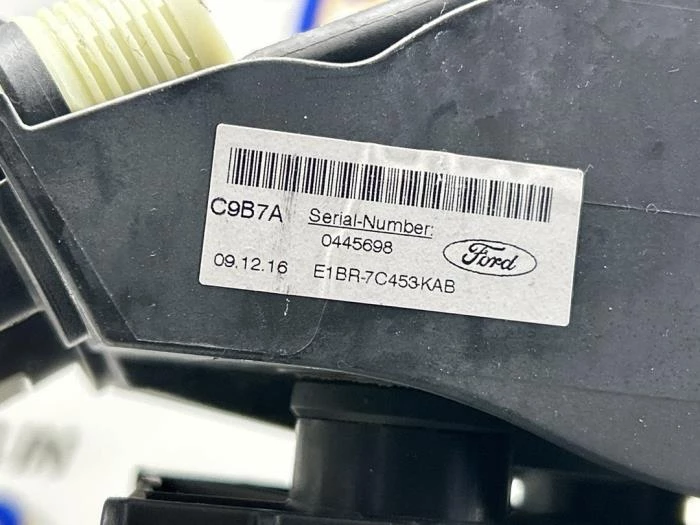 C9B7A Serial-Number:
0445698
09.12.16 E1BR-7C453-KAB
Ford